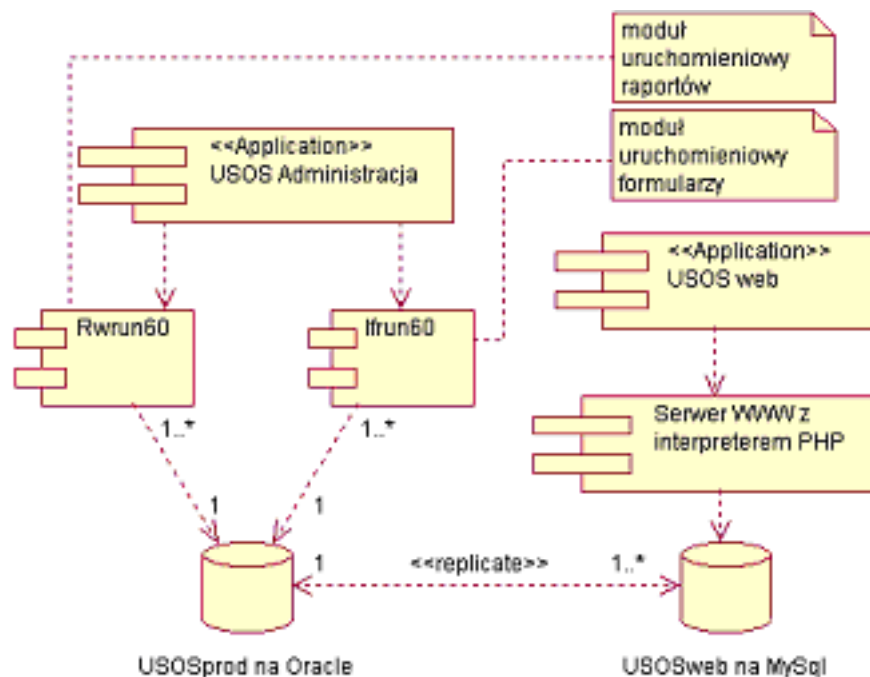 moduł
uruchomieniowy
raportów
moduł
uruchomieniowy
formularzy
<<Application>>
USOS Administracja
<<Application>>
USOS web
Rwrun60
Ifrun60
Serwer WWW z
interpreterem PHP
1..*
1..*
1
1
1
<<replicate>>
1..*
USOSprod na Oracle
USOSweb na MySql